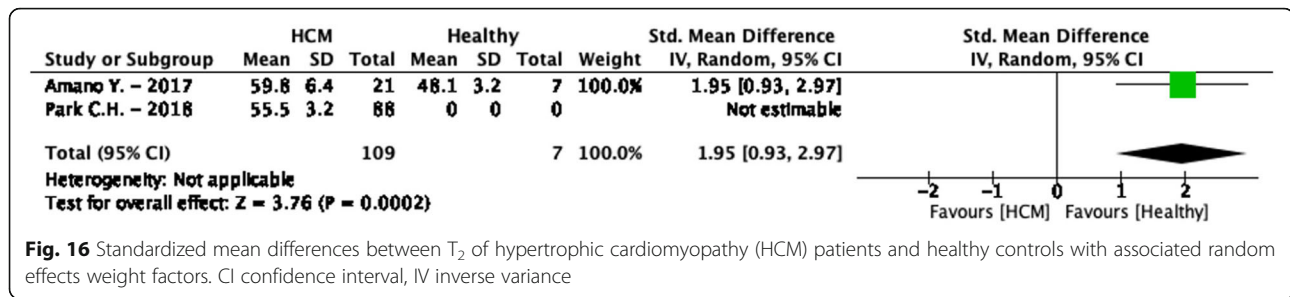 HCM Healthy Std. Mean Difference Std. Mean Difference
Study or Subgroup Mean SD Total Mean SD Total Weight IV, Random, 95% CI IV, Random, 95% CI
Amano Y. – 2017 59.8 6.4 21 48.1 3.2 7 100.0% 1.95 [0.93, 2.97]
Park C.H. – 2018 55.5 3.2 88 0 0 0 Not estimable
Total (95% CI) 109 7 100.0% 1.95 [0.93, 2.97]
Heterogeneity: Not applicable
Test for overall effect: Z = 3.76 (P = 0.0002)
−2 −1 0 1 2
Favours [HCM] Favours [Healthy]
Fig. 16 Standardized mean differences between T2 of hypertrophic cardiomyopathy (HCM) patients and healthy controls with associated random
effects weight factors. CI confidence interval, IV inverse variance